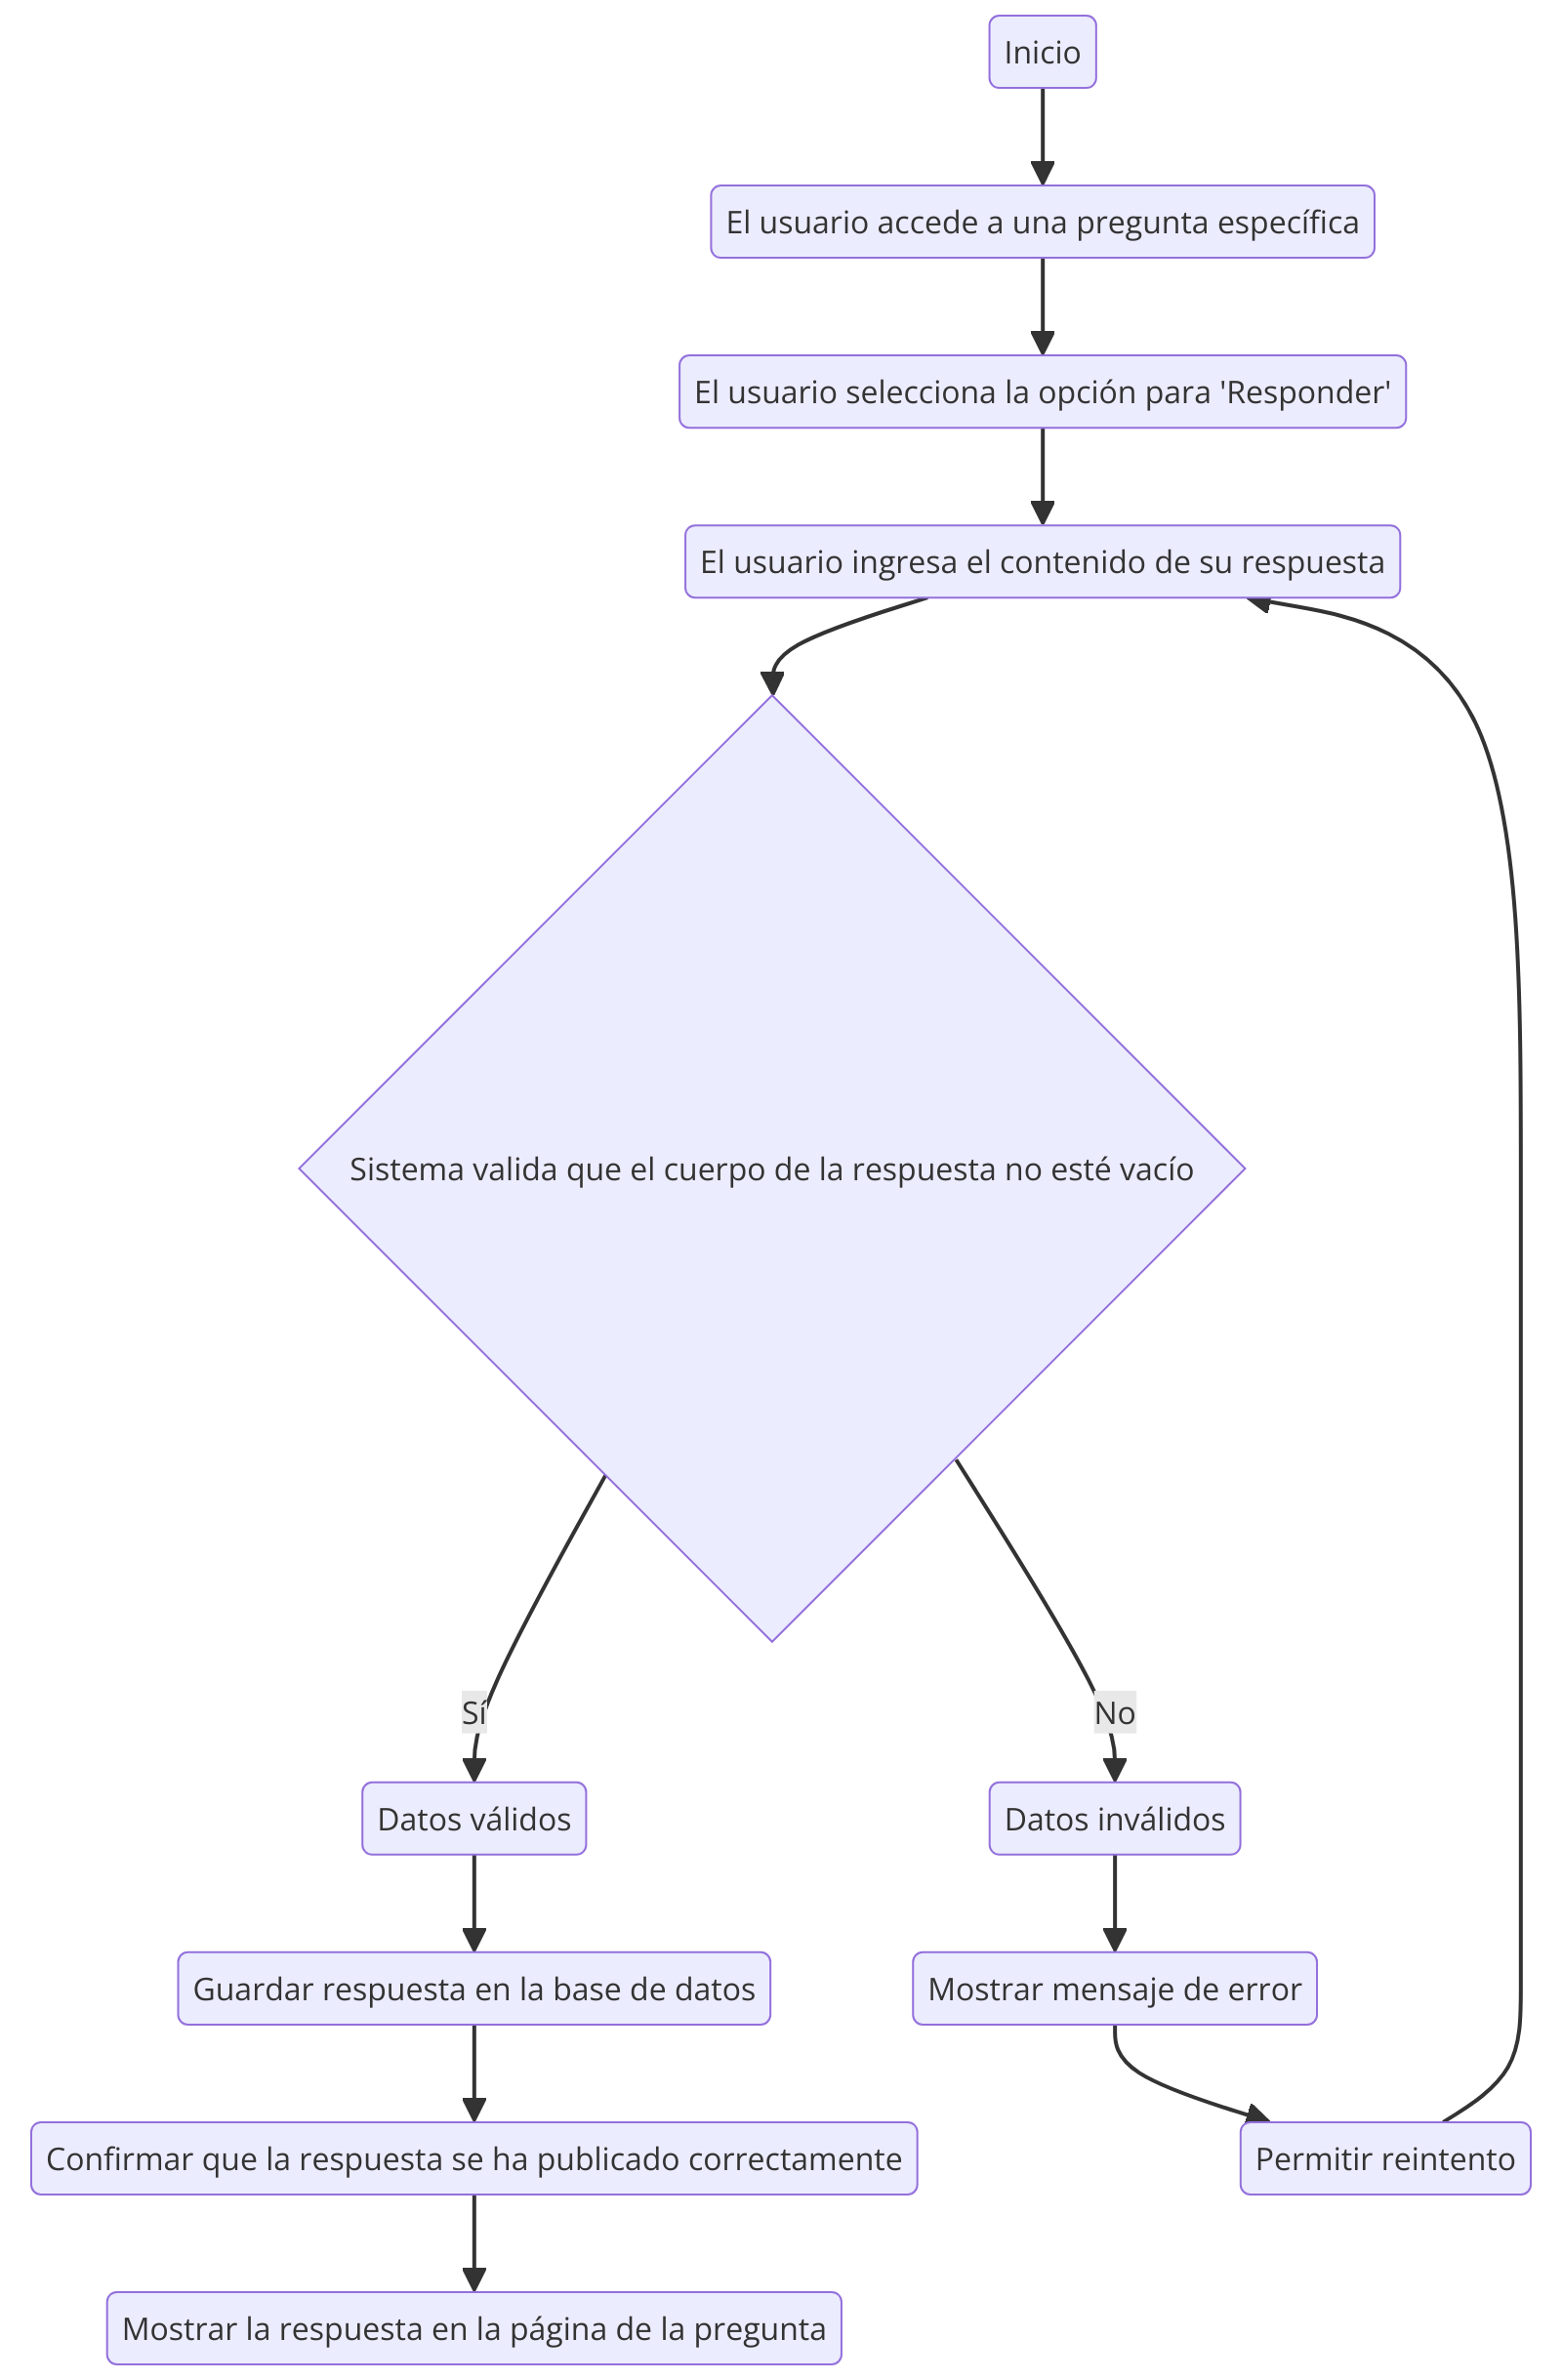 Inicio
El usuario accede a una pregunta específica
El usuario selecciona la opción para 'Responder'
El usuario ingresa el contenido de su respuesta
Sistema valida que el cuerpo de la respuesta no esté vacío
Sí
No
Datos válidos
Datos inválidos
Guardar respuesta en la base de datos
Mostrar mensaje de error
Confirmar que la respuesta se ha publicado correctamente
Permitir reintento
Mostrar la respuesta en la página de la pregunta